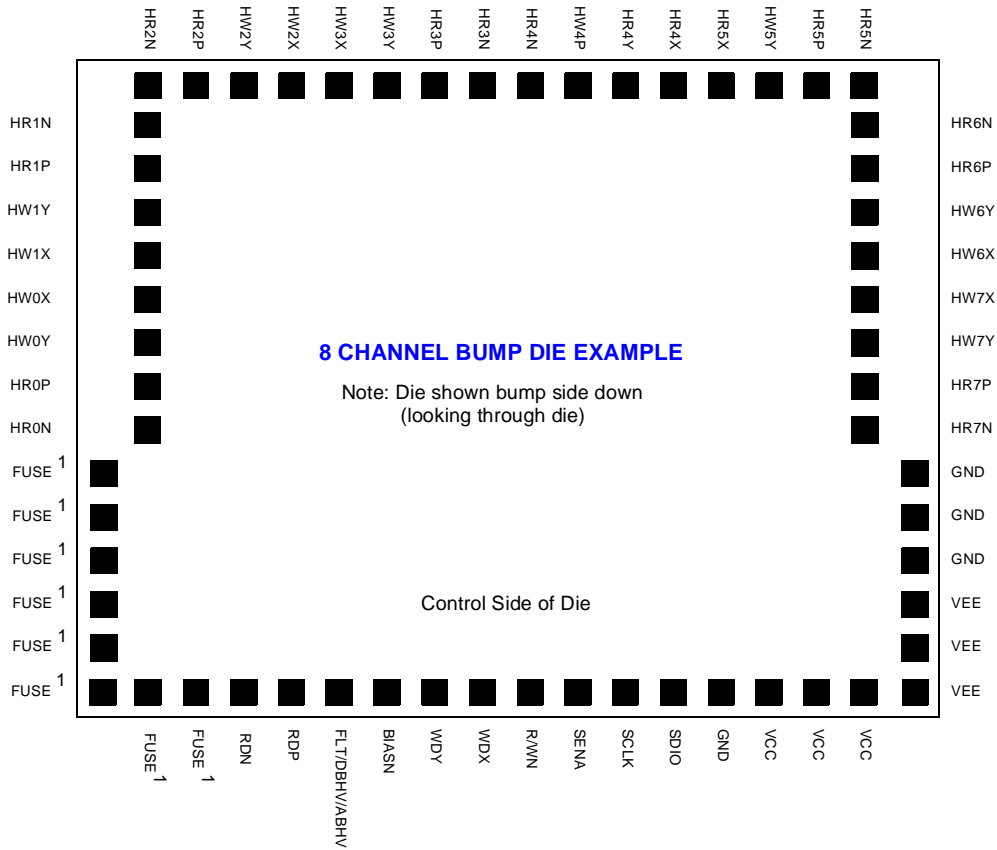 HR2N
HR2P
HW2Y
HW2X
HW3X
HW3Y
HR3P
HR3N
HR4N
HW4P
HR4Y
HR4X
HR5X
HW5Y
HR5P
HR5N
HR1N
HR1P
HW1Y
HW1X
HW0X
HW0Y
HR0P
HR0N
FUSE 1
FUSE 1
FUSE 1
FUSE 1
FUSE 1
FUSE 1
8 CHANNEL BUMP DIE EXAMPLE
Note: Die shown bump side down
(looking through die)
Control Side of Die
HR6N
HR6P
HW6Y
HW6X
HW7X
HW7Y
HR7P
HR7N
GND
GND
GND
VEE
VEE
VEE
FUSE 1
FUSE 1
RDN
RDP
FLT/DBHV/ABHV
BIASN
WDY
WDX
R/WN
SENA
SCLK
SDIO
GND
VCC
VCC
VCC